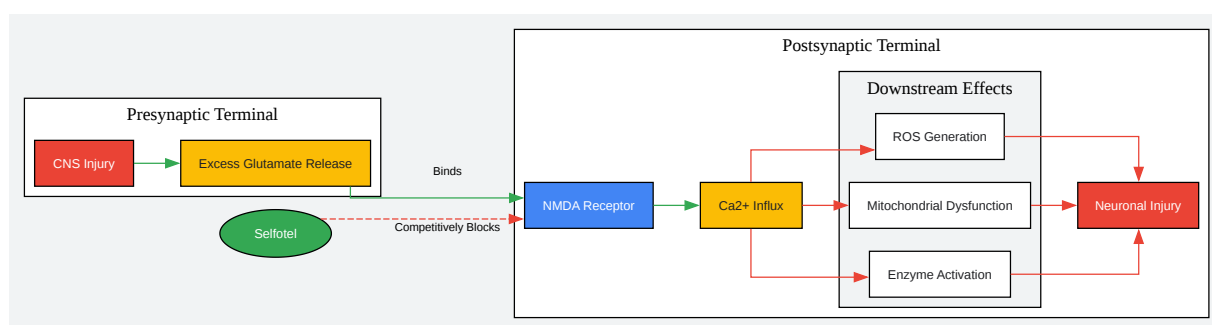 Postsynaptic Terminal
Presynaptic Terminal
CNS Injury
Excess Glutamate Release
Binds
Selfotel
Competitively Blocks
NMDA Receptor
Ca2+ Influx
Downstream Effects
ROS Generation
Mitochondrial Dysfunction
Enzyme Activation
Neuronal Injury